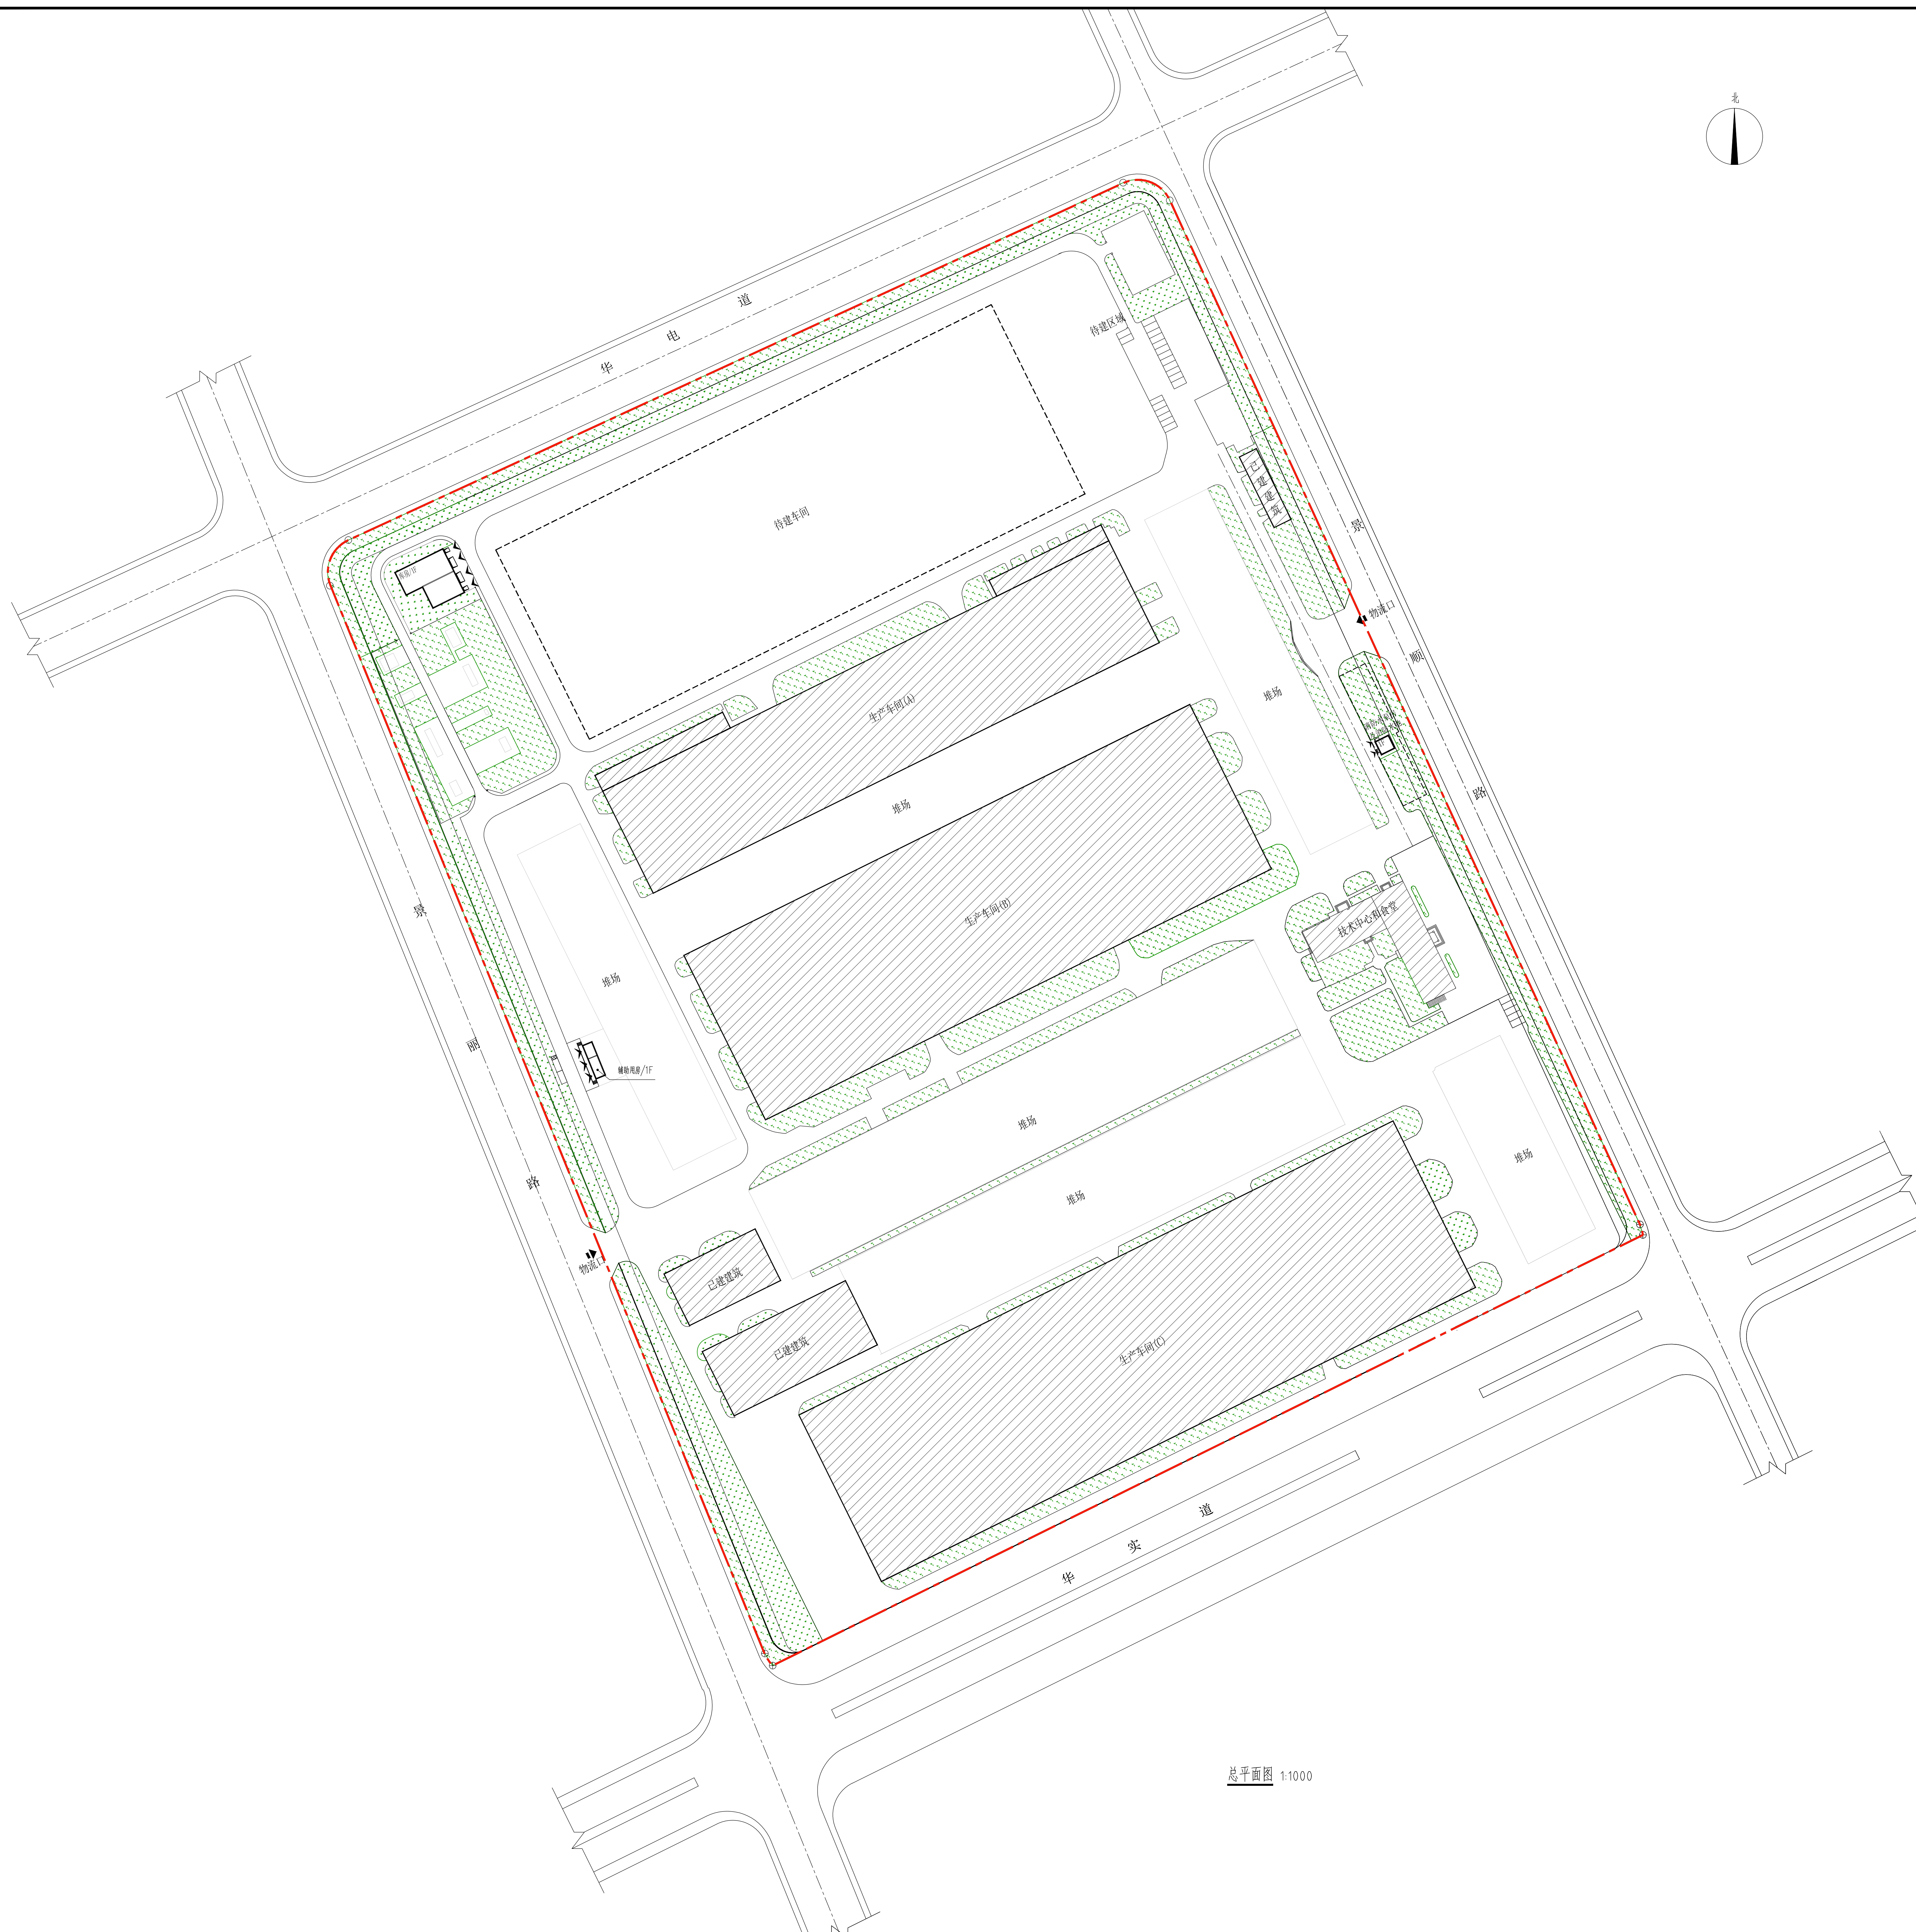 北
华电道
待建区域
待建车间
已建建筑
景顺路
物流口
生产车间(A)
堆场
堆场
生产车间(B)
技术中心和食堂
堆场
景丽路
辅助用房/1F
堆场
堆场
堆场
物流口
已建建筑
已建建筑
生产车间(C)
华实道
总平面图 1:1000